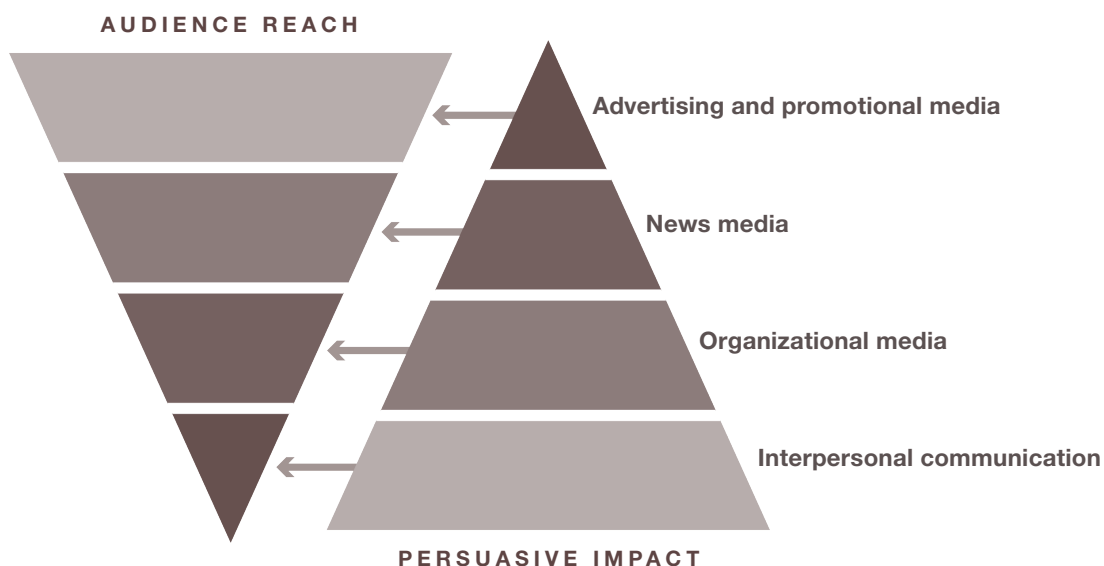 AUDIENCE REACH
Advertising and promotional media
News media
Organizational media
Interpersonal communication
PERSUASIVE IMPACT